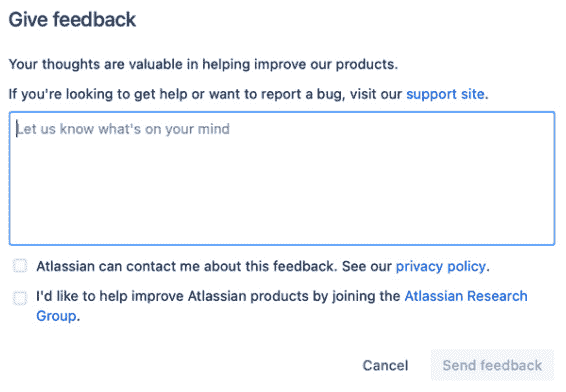 Give feedback
Your thoughts are valuable in helping improve our products.
If you're looking to get help or want to report a bug, visit our support site.
Let us know what's on your mind
Atlassian can contact me about this feedback. See our privacy policy.
I'd like to help improve Atlassian products by joining the Atlassian Research
Group.
Cancel Send feedback